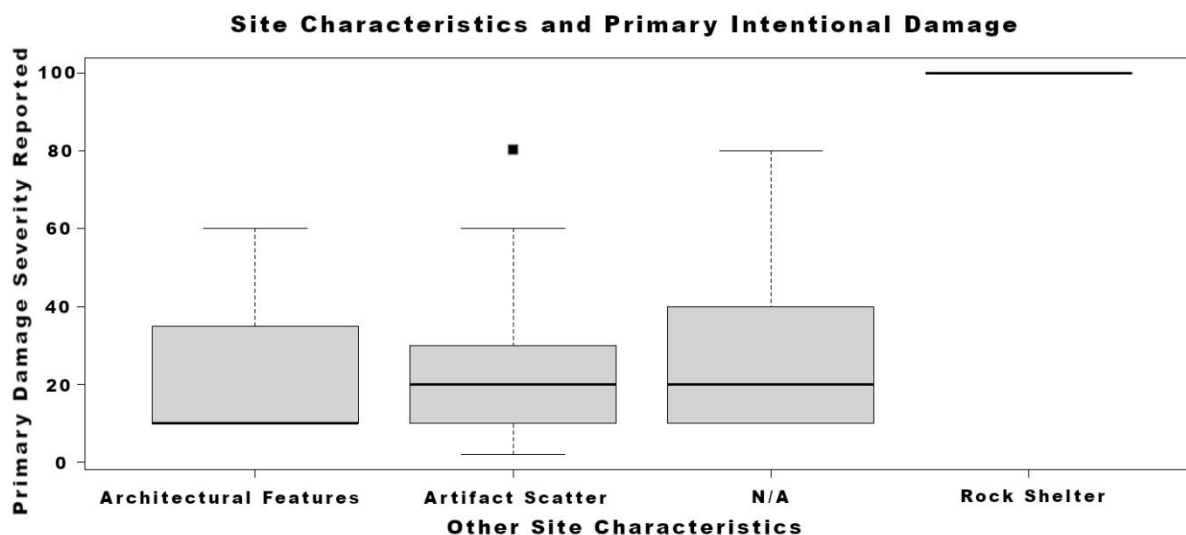 Site Characteristics and Primary Intentional Damage
Primary Damage Severity Reported
100
80
60
40
20
0
Architectural Features
Artifact Scatter
N/A
Rock Shelter
Other Site Characteristics